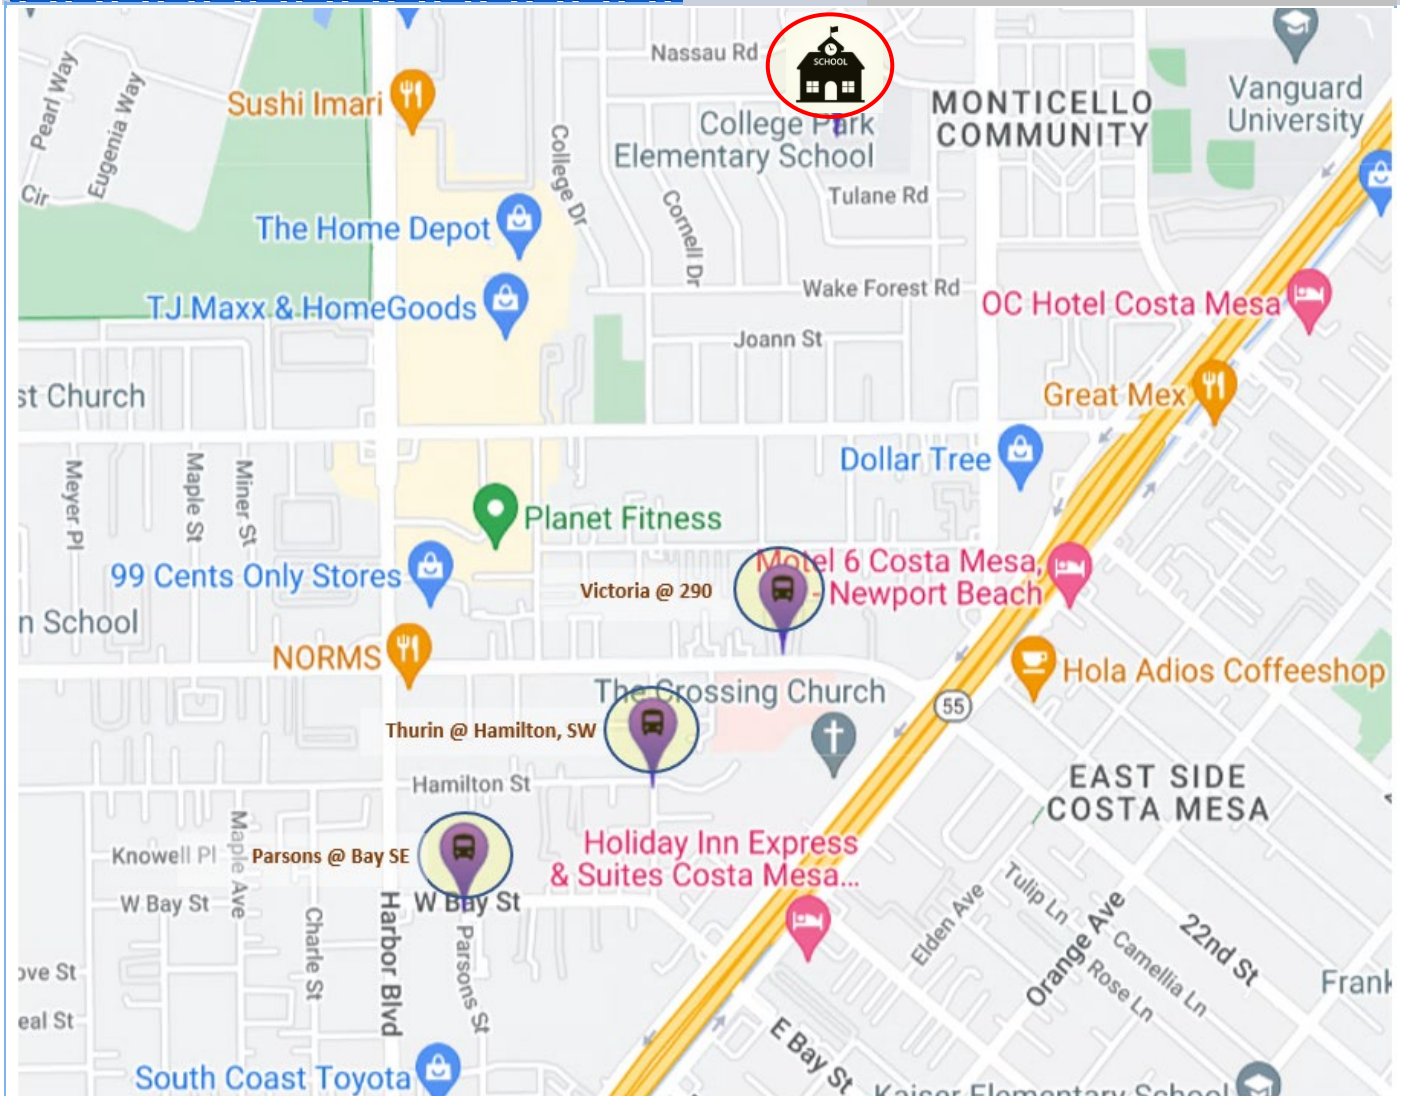 Nassau Rd
SCHOOL
Pearl Way
Eugenia Way
Cir
Sushi Imari
College Dr
College Park
Elementary School
MONTICELLO
COMMUNITY
Vanguard
University
Tulane Rd
Cornell Dr
The Home Depot
TJ Maxx & HomeGoods
Wake Forest Rd
OC Hotel Costa Mesa
Joann St
st Church
Great Mex
Dollar Tree
Meyer Pl
Maple St
Miner St
Planet Fitness
99 Cents Only Stores
Victoria @ 290
Motel 6 Costa Mesa,
- Newport Beach
n School
NORMS
Hola Adios Coffeeshop
The Crossing Church
55
Thurin @ Hamilton, SW
Hamilton St
EAST SIDE
COSTA MESA
Knowell Pl
Maple Ave
Parsons @ Bay SE
Holiday Inn Express
& Suites Costa Mesa...
W Bay St
W Bay St
Charle St
Harbor Blvd
Parsons St
Elden Ave
Tulip Ln
Orange Ave
Camellia Ln
Rose Ln
22nd St
ove St
eal St
Frank
E Bay St
South Coast Toyota
Kaiser Elementary School